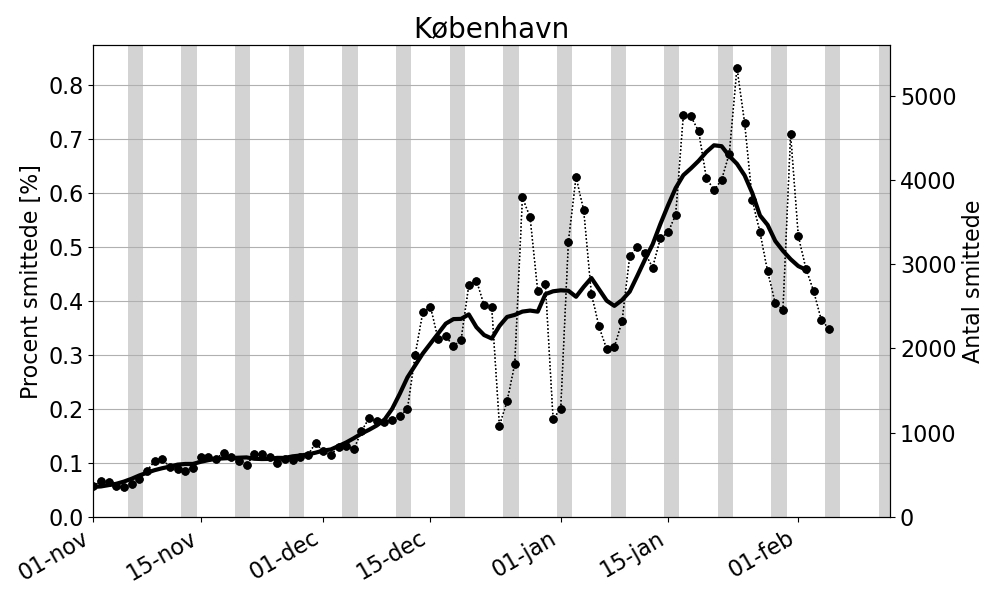 København
Procent smittede [%]
0.8
0.7
0.6
0.5
0.4
0.3
0.2
0.1
0.0
5000
4000
3000
2000
1000
0
Antal smittede
01-nov
15-nov
01-dec
15-dec
01-jan
15-jan
01-feb